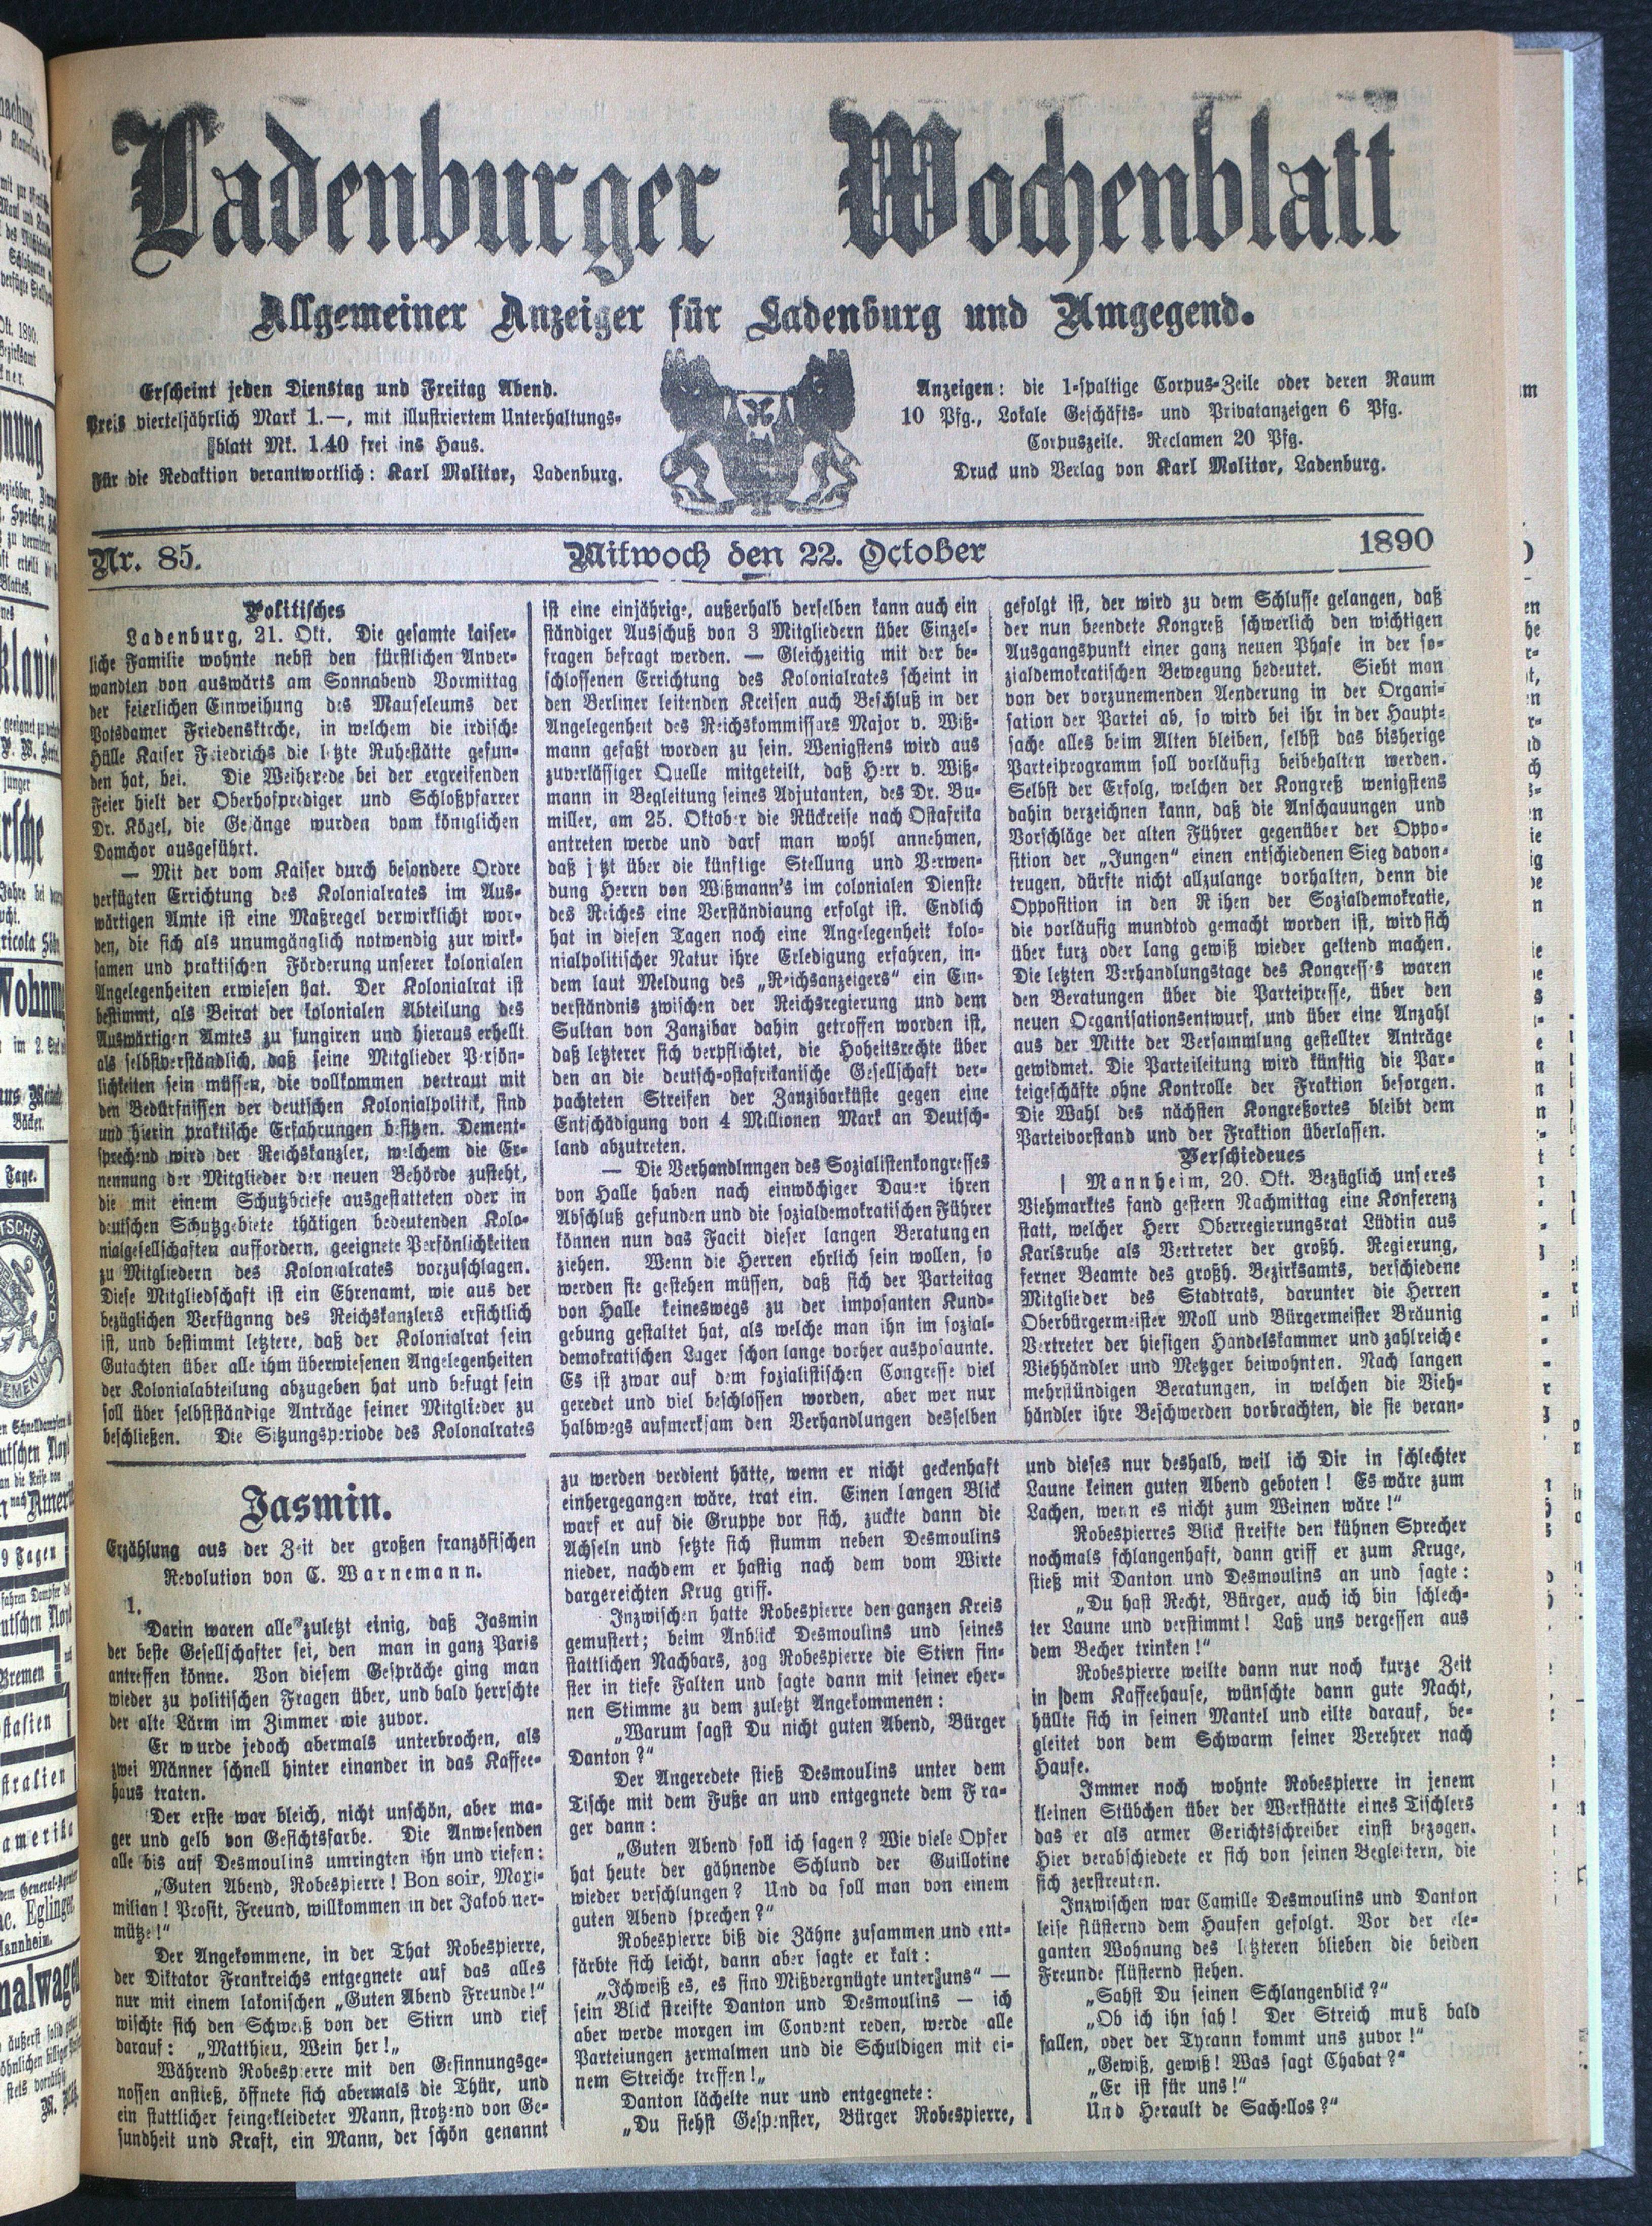 Ladenburger Wochenblatt
Allgemeiner Anzeiger für Ladenburg und Umgegend.
Erscheint jeden Dienstag und Freitag Abend.
Preis vierteljährlich Mark 1.—, mit illustriertem Unterhaltungs-
blatt Mk. 1.40 frei ins Haus.
Für die Redaktion verantwortlich: Karl Molitor, Ladenburg.
Anzeigen: die 1-spaltige Corpus-Zeile oder deren Raum
10 Pfg., Lokale Geschäfts- und Privatanzeigen 6 Pfg.
Corpuszeile. Reclamen 20 Pfg.
Druck und Verlag von Karl Molitor, Ladenburg.
Nr. 85.
Mittwoch den 22. October
1890
Politisches
Ladenburg, 21. Okt. Die gesamte kaiser-
liche Familie wohnte nebst den fürstlichen Anver-
wandten von auswärts am Sonnabend Vormittag
der feierlichen Einweihung des Mauseleums der
Potsdamer Friedenskirche, in welchem die irdische
Hülle Kaiser Friedrichs die letzte Ruhestätte gefun-
den hat, bei. Die Weiherede bei der ergreifenden
Feier hielt der Oberhofprediger und Schloßpfarrer
Dr. Kögel, die Gesänge wurden vom königlichen
Domchor ausgeführt.
— Mit der vom Kaiser durch besondere Ordre
verfügten Errichtung des Kolonialrates im Aus-
wärtigen Amte ist eine Maßregel verwirklicht wor-
den, die sich als unumgänglich notwendig zur wirk-
samen und praktischen Förderung unserer kolonialen
Angelegenheiten erwiesen hat. Der Kolonialrat ist
bestimmt, als Beirat der kolonialen Abteilung des
Auswärtigen Amtes zu fungiren und hieraus erhellt
als selbstverständlich, daß seine Mitglieder Persön-
lichkeiten sein müssen, die vollkommen vertraut mit
den Bedürfnissen der deutschen Kolonialpolitik, sind
und hierin praktische Erfahrungen besitzen. Dement-
sprechend wird der Reichskanzler, welchem die Er-
nennung der Mitglieder der neuen Behörde zusteht,
die mit einem Schutzbriefe ausgestatteten oder in
deutschen Schutzgebiete thätigen bedeutenden Kolo-
nialgesellschaften auffordern, geeignete Persönlichkeiten
zu Mitgliedern des Kolonialrates vorzuschlagen.
Diese Mitgliedschaft ist ein Ehrenamt, wie aus der
bezüglichen Verfügnng des Reichskanzlers ersichtlich
ist, und bestimmt letztere, daß der Kolonialrat sein
Gutachten über alle ihm überwiesenen Angelegenheiten
der Kolonialabteilung abzugeben hat und befugt sein
soll über selbstständige Anträge seiner Mitglieder zu
beschließen. Die Sitzungsperiode des Kolonalrates
ist eine einjährige, außerhalb derselben kann auch ein
ständiger Ausschuß von 3 Mitgliedern über Einzel-
fragen befragt werden. — Gleichzeitig mit der be-
schlossenen Errichtung des Kolonialrates scheint in
den Berliner leitenden Kreisen auch Beschluß in der
Angelegenheit des Reichskommissars Major v. Wiß-
mann gefaßt worden zu sein. Wenigstens wird aus
zuverlässiger Quelle mitgeteilt, daß Herr v. Wiß-
mann in Begleitung seines Adjutanten, des Dr. Bu-
miller, am 25. Oktober die Rückreise nach Ostafrika
antreten werde und darf man wohl annehmen,
daß jetzt über die künftige Stellung und Verwen-
dung Herrn von Wißmann's im colonialen Dienste
des Reiches eine Verständigung erfolgt ist. Endlich
hat in diesen Tagen noch eine Angelegenheit kolo-
nialpolitischer Natur ihre Erledigung erfahren, in-
dem laut Meldung des „Reichsanzeigers“ ein Ein-
verständnis zwischen der Reichsregierung und dem
Sultan von Zanzibar dahin getroffen worden ist,
daß letzterer sich verpflichtet, die Hoheitsrechte über
den an die deutsch-ostafrikanische Gesellschaft ver-
pachteten Streifen der Zanzibarküste gegen eine
Entschädigung von 4 Millionen Mark an Deutsch-
land abzutreten.
— Die Verhandlnngen des Sozialistenkongresses
von Halle haben nach einwöchiger Dauer ihren
Abschluß gefunden und die sozialdemokratischen Führer
können nun das Facit dieser langen Beratungen
ziehen. Wenn die Herren ehrlich sein wollen, so
werden sie gestehen müssen, daß sich der Parteitag
von Halle keineswegs zu der imposanten Kund-
gebung gestaltet hat, als welche man ihn im sozial-
demokratischen Lager schon lange vorher ausposaunte.
Es ist zwar auf dem sozialistischen Congresse viel
geredet und viel beschlossen worden, aber wer nur
halbwegs aufmerksam den Verhandlungen desselben
gefolgt ist, der wird zu dem Schlusse gelangen, daß
der nun beendete Kongreß schwerlich den wichtigen
Ausgangspunkt einer ganz neuen Phase in der so-
zialdemokratischen Bewegung bedeutet. Sieht man
von der vorzunemenden Aenderung in der Organi-
sation der Partei ab, so wird bei ihr in der Haupt-
sache alles beim Alten bleiben, selbst das bisherige
Parteiprogramm soll vorläufig beibehalten werden.
Selbst der Erfolg, welchen der Kongreß wenigstens
dahin verzeichnen kann, daß die Anschauungen und
Vorschläge der alten Führer gegenüber der Oppo-
sition der „Jungen“ einen entschiedenen Sieg davon-
trugen, dürfte nicht allzulange vorhalten, denn die
Opposition in den Reihen der Sozialdemokratie,
die vorläufig mundtod gemacht worden ist, wird sich
über kurz oder lang gewiß wieder geltend machen.
Die letzten Verhandlungstage des Kongresses waren
den Beratungen über die Parteipresse, über den
neuen Organisationsentwurf, und über eine Anzahl
aus der Mitte der Versammlung gestellter Anträge
gewidmet. Die Parteileitung wird künftig die Par-
teigeschäfte ohne Kontrolle der Fraktion besorgen.
Die Wahl des nächsten Kongreßortes bleibt dem
Parteivorstand und der Fraktion überlassen.
Verschiedenes
| Mannheim, 20. Okt. Bezüglich unseres
Viehmarktes fand gestern Nachmittag eine Konferenz
statt, welcher Herr Oberregierungsrat Lüdtin aus
Karlsruhe als Vertreter der großh. Regierung,
ferner Beamte des großh. Bezirksamts, verschiedene
Mitglieder des Stadtrats, darunter die Herren
Oberbürgermeister Moll und Bürgermeister Bräunig
Vertreter der hiesigen Handelskammer und zahlreiche
Viehhändler und Metzger beiwohnten. Nach langen
mehrstündigen Beratungen, in welchen die Vieh-
händler ihre Beschwerden vorbrachten, die sie veran-
Jasmin.
Erzählung aus der Zeit der großen französischen
Revolution von C. Warnemann.
1.
Darin waren alle zuletzt einig, daß Jasmin
der beste Gesellschafter sei, den man in ganz Paris
antreffen könne. Von diesem Gespräche ging man
wieder zu politischen Fragen über, und bald herrschte
der alte Lärm im Zimmer wie zuvor.
Er wurde jedoch abermals unterbrochen, als
zwei Männer schnell hinter einander in das Kaffee-
haus traten.
Der erste war bleich, nicht unschön, aber ma-
ger und gelb von Gesichtsfarbe. Die Anwesenden
alle bis auf Desmoulins umringten ihn und riefen:
„Guten Abend, Robespierre! Bon soir, Maxi-
milian! Prosit, Freund, willkommen in der Jakobiner-
mütze!“
Der Angekommene, in der That Robespierre,
der Diktator Frankreichs entgegnete auf das alles
nur mit einem lakonischen „Guten Abend Freunde!“
wischte sich den Schweiß von der Stirn und rief
darauf: „Matthieu, Wein her!„
Während Robespierre mit den Gesinnungsge-
nossen anstieß, öffnete sich abermals die Thür, und
ein stattlicher feingekleideter Mann, strotzend von Ge-
sundheit und Kraft, ein Mann, der schön genannt
zu werden verdient hätte, wenn er nicht geckenhaft
einhergegangen wäre, trat ein. Einen langen Blick
warf er auf die Gruppe vor sich, zuckte dann die
Achseln und setzte sich stumm neben Desmoulins
nieder, nachdem er hastig nach dem vom Wirte
dargereichten Krug griff.
Inzwischen hatte Robespierre den ganzen Kreis
gemustert; beim Anblick Desmoulins und seines
stattlichen Nachbars, zog Robespierre die Stirn fin-
ster in tiefe Falten und sagte dann mit seiner eher-
nen Stimme zu dem zuletzt Angekommenen:
„Warum sagst Du nicht guten Abend, Bürger
Danton?“
Der Angeredete stieß Desmoulins unter dem
Tische mit dem Fuße an und entgegnete dem Fra-
ger dann:
„Guten Abend soll ich sagen? Wie viele Opfer
hat heute der gähnende Schlund der Guillotine
wieder verschlungen? Und da soll man von einem
guten Abend sprechen?“
Robespierre biß die Zähne zusammen und ent-
färbte sich leicht, dann aber sagte er kalt:
„Ich weiß es, es sind Mißvergnügte unter uns“ —
sein Blick streifte Danton und Desmoulins — ich
aber werde morgen im Convent reden, werde alle
Parteiungen zermalmen und die Schuldigen mit ei-
nem Streiche treffen!„
Danton lächelte nur und entgegnete:
„Du siehst Gespenster, Bürger Robespierre,
und dieses nur deshalb, weil ich Dir in schlechter
Laune keinen guten Abend geboten! Es wäre zum
Lachen, wenn es nicht zum Weinen wäre!“
Robespierres Blick streifte den kühnen Sprecher
nochmals schlangenhaft, dann griff er zum Kruge,
stieß mit Danton und Desmoulins an und sagte:
„Du hast Recht, Bürger, auch ich bin schlech-
ter Laune und verstimmt! Laß uns vergessen aus
dem Becher trinken!“
Robespierre weilte dann nur noch kurze Zeit
in dem Kaffeehause, wünschte dann gute Nacht,
hüllte sich in seinen Mantel und eilte darauf, be-
gleitet von dem Schwarm seiner Verehrer nach
Hause.
Immer noch wohnte Robespierre in jenem
kleinen Stübchen über der Werkstätte eines Tischlers
das er als armer Gerichtsschreiber einst bezogen.
Hier verabschiedete er sich von seinen Begleitern, die
sich zerstreuten.
Inzwischen war Camille Desmoulins und Danton
leise flüsternd dem Haufen gefolgt. Vor der ele-
ganten Wohnung des letzteren blieben die beiden
Freunde flüsternd stehen.
„Sahst Du seinen Schlangenblick?“
„Ob ich ihn sah! Der Streich muß bald
fallen, oder der Tyrann kommt uns zuvor!“
„Gewiß, gewiß! Was sagt Chabat?“
„Er ist für uns!“
Und Herault de Sachellos?“